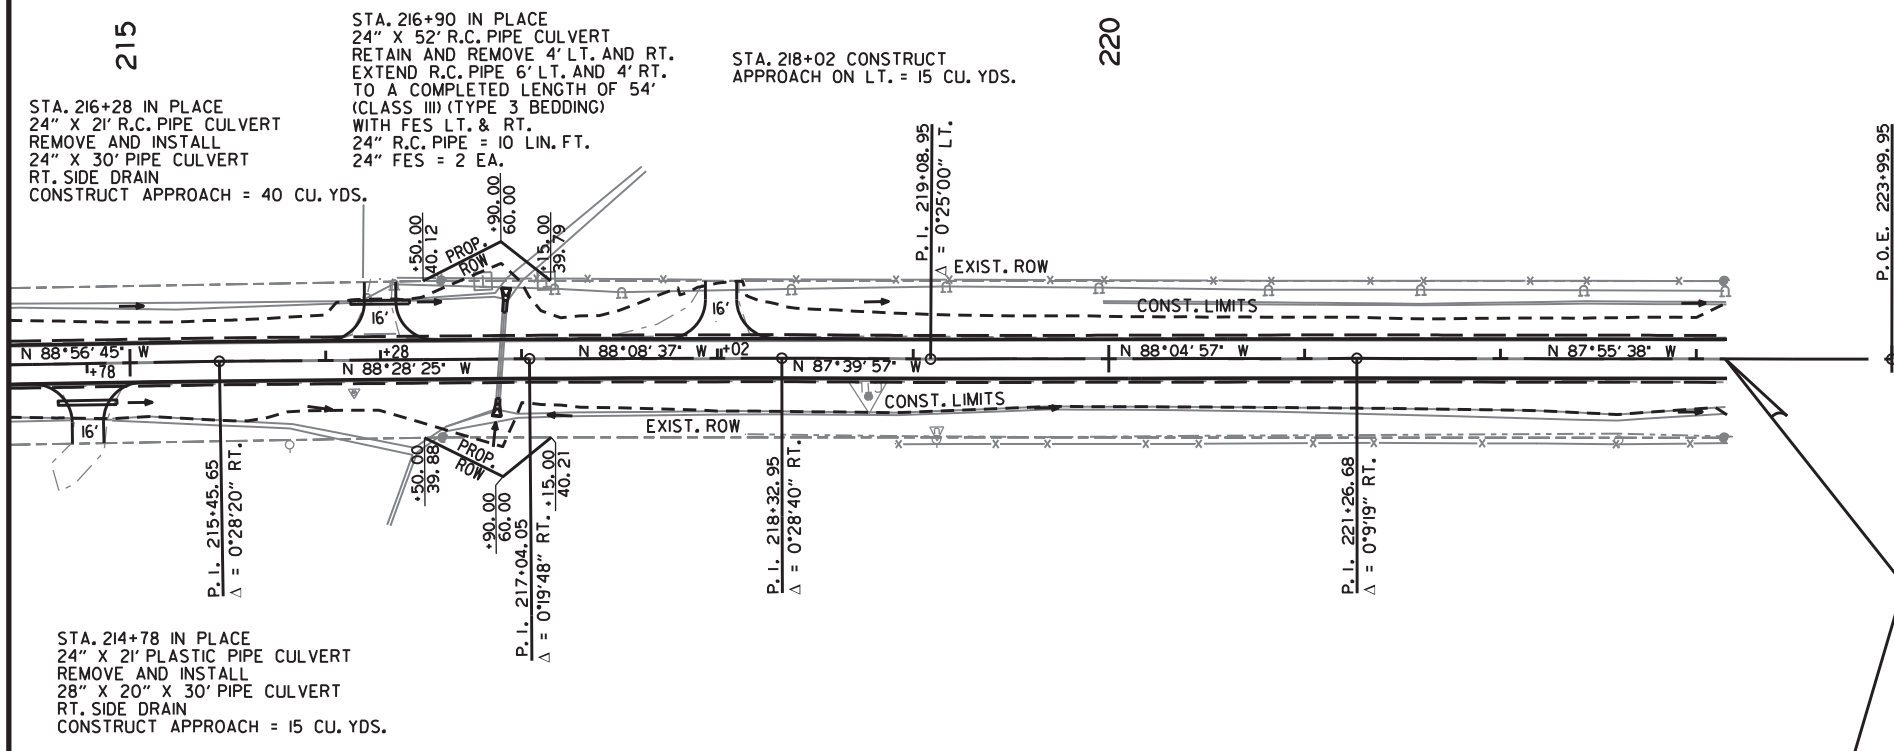 215
220
STA. 216+90 IN PLACE
24" X 52' R.C. PIPE CULVERT
RETAIN AND REMOVE 4' LT. AND RT.
EXTEND R.C. PIPE 6' LT. AND 4' RT.
TO A COMPLETED LENGTH OF 54'
(CLASS III) (TYPE 3 BEDDING)
WITH FES LT. & RT.
24" R.C. PIPE = 10 LIN. FT.
24" FES = 2 EA.
STA. 218+02 CONSTRUCT
APPROACH ON LT. = 15 CU. YDS.
STA. 216+28 IN PLACE
24" X 21' R.C. PIPE CULVERT
REMOVE AND INSTALL
24" X 30' PIPE CULVERT
RT. SIDE DRAIN
CONSTRUCT APPROACH = 40 CU. YDS.
+50.00
40.12
PROP.
ROW
+90.00
60.00
+15.00
39.79
P.I. 219+08.95
Δ = 0°25'00" LT.
EXIST. ROW
P.O.E. 223+99.95
16'
16'
CONST. LIMITS
N 88°56'45" W
+28
N 88°08'37" W
+02
N 88°04'57" W
N 87°55'38" W
+78
N 88°28'25" W
N 87°39'57" W
CONST. LIMITS
16'
EXIST. ROW
P.I. 215+45.65
Δ = 0°28'20" RT.
+50.00
39.88
PROP.
ROW
+90.00
60.00
+15.00
40.21
P.I. 217+04.05
Δ = 0°19'48" RT.
P.I. 218+32.95
Δ = 0°28'40" RT.
P.I. 221+26.68
Δ = 0°9'19" RT.
STA. 214+78 IN PLACE
24" X 21' PLASTIC PIPE CULVERT
REMOVE AND INSTALL
28" X 20" X 30' PIPE CULVERT
RT. SIDE DRAIN
CONSTRUCT APPROACH = 15 CU. YDS.